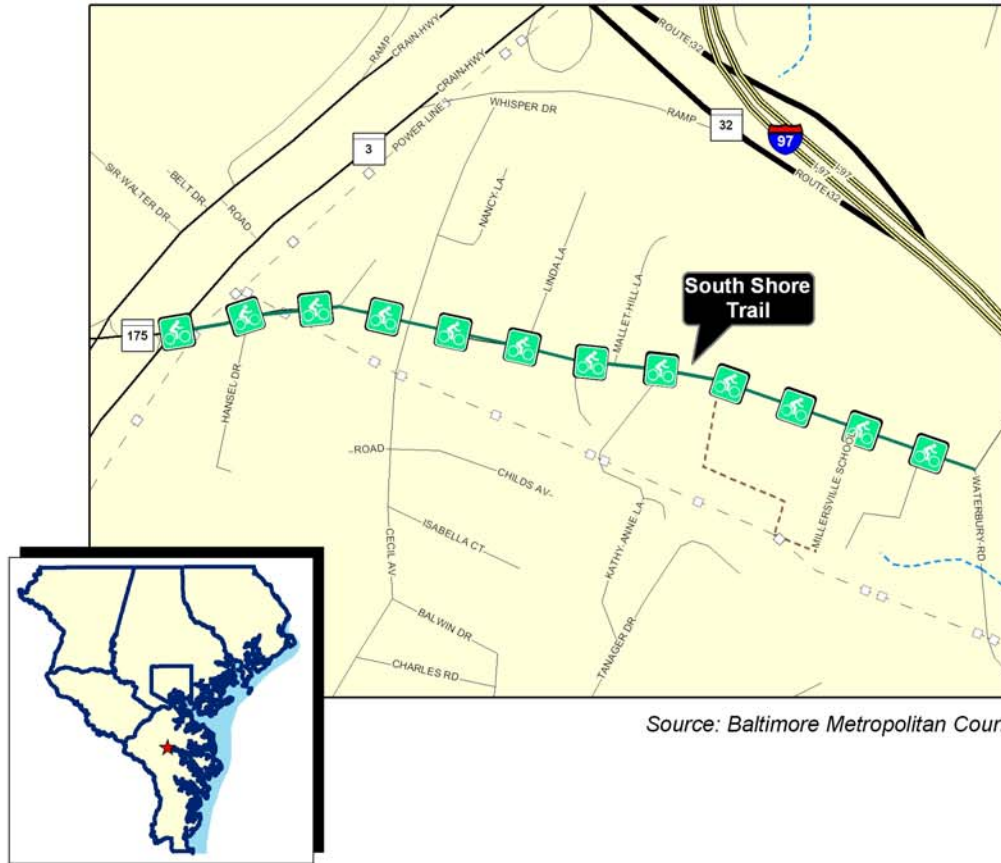 ROUTE 32
RAMP
CRAIN-HWY
CRAIN-HWY
POWER LINE
WHISPER DR
RAMP
32
97
I-97
I-97
ROUTE 32
3
BELT DR
ROAD
SIR WALTER DR
NANCY LA
LINDA LA
MALLET HILL LA
South Shore
Trail
175
HANSEL DR
ROAD
CHILDS AV
ISABELLA CT
CECIL AV
KATHY ANNE LA
MILLERSVILLE SCHOOL
WATERBURY RD
BALWIN DR
TANAGER DR
CHARLES RD
Source: Baltimore Metropolitan